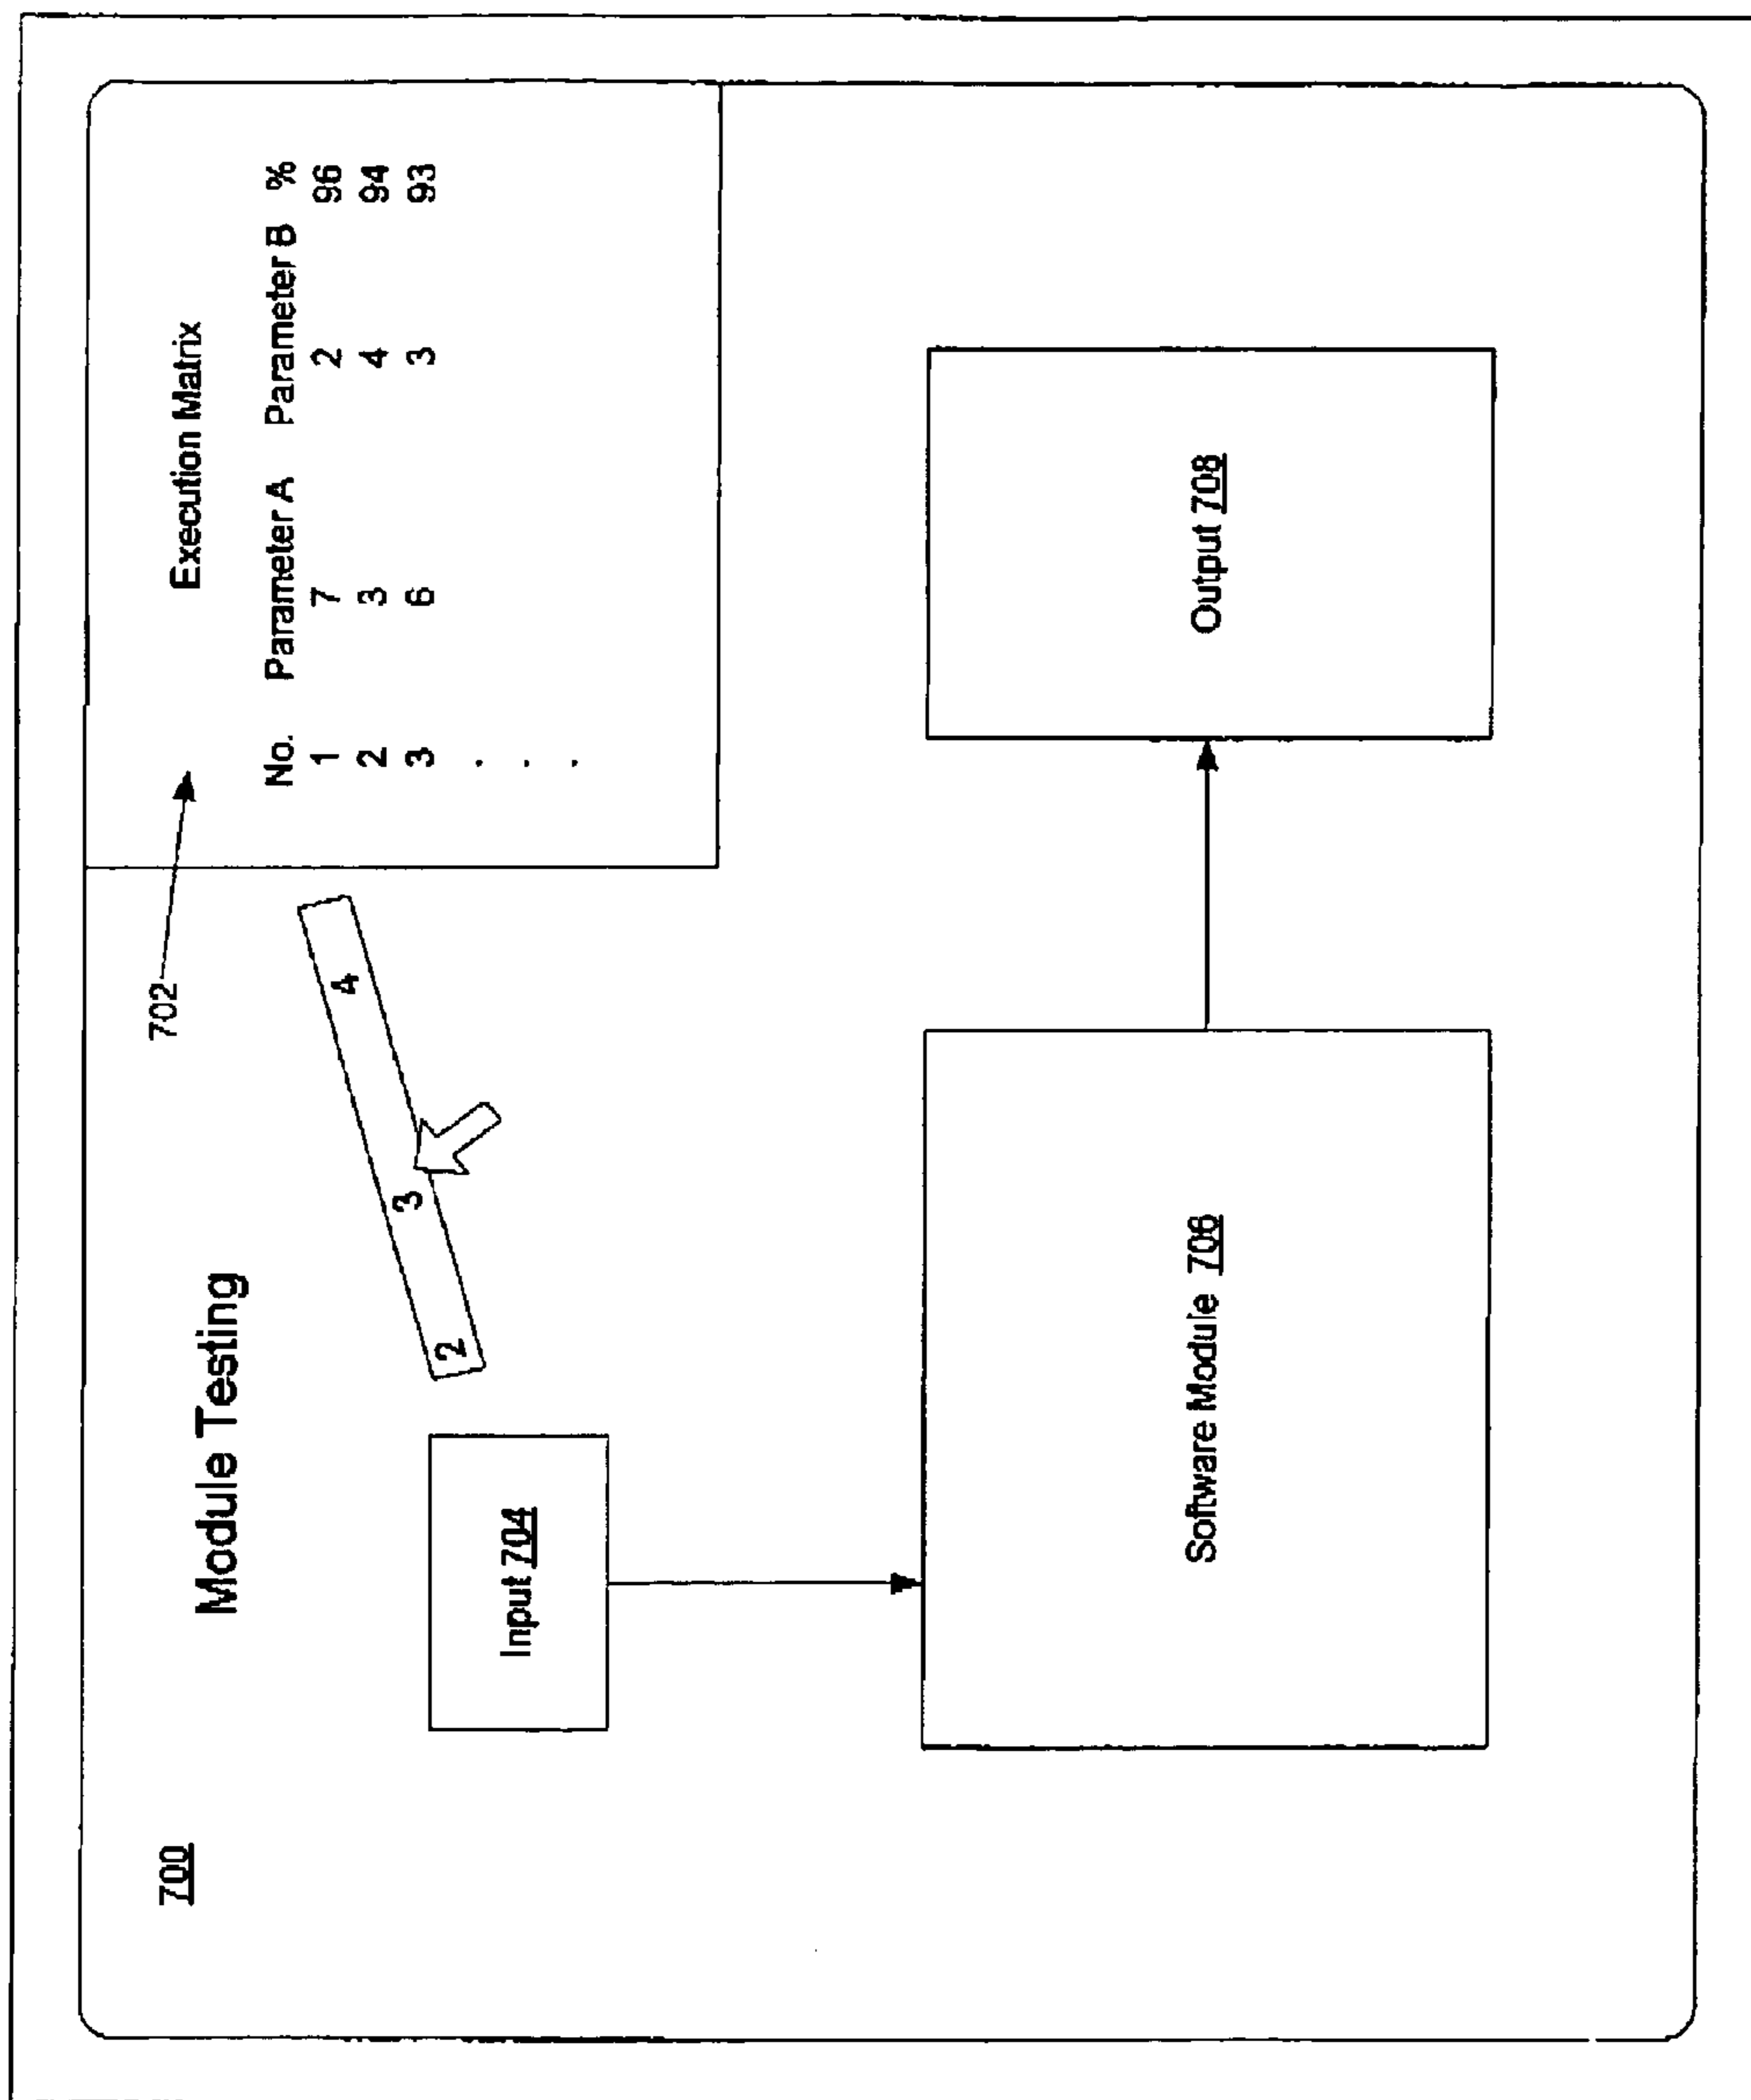 700
Module Testing
702
Execution Matrix
No. Parameter A Parameter B %
1 7 2 96
2 3 4 94
3 6 3 93
.
.
.
2 3 4
Input 704
Software Module 706
Output 708